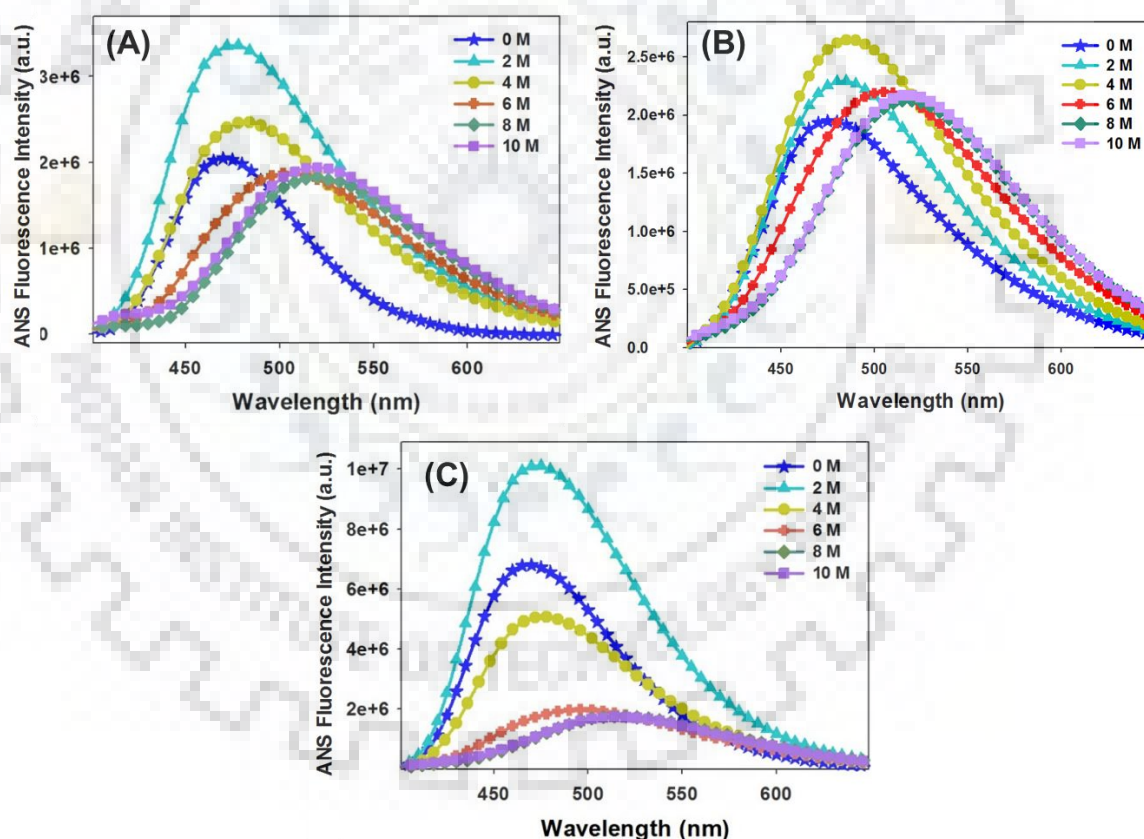 (A)
0 M
2 M
4 M
6 M
8 M
10 M
3e+6
2e+6
1e+6
0
450 500 550 600
ANS Fluorescence Intensity (a.u.)
Wavelength (nm)
(B)
0 M
2 M
4 M
6 M
8 M
10 M
2.5e+6
2.0e+6
1.5e+6
1.0e+6
5.0e+5
0.0
450 500 550 600
ANS Fluorescence Intensity (a.u.)
Wavelength (nm)
(C)
0 M
2 M
4 M
6 M
8 M
10 M
1e+7
8e+6
6e+6
4e+6
2e+6
450 500 550 600
ANS Fluorescence Intensity (a.u.)
Wavelength (nm)